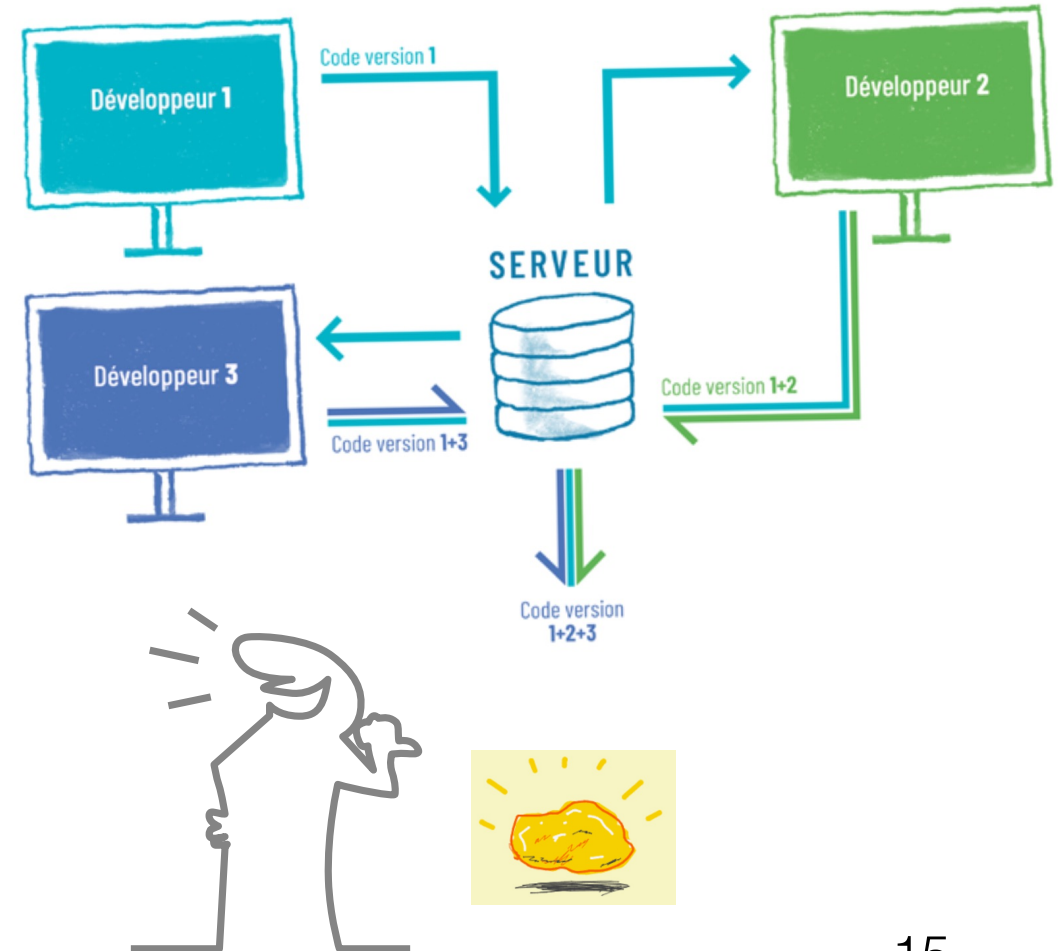 Code version 1
Développeur 1
Développeur 2
SERVEUR
Développeur 3
Code version 1+2
Code version 1+3
Code version
1+2+3
15